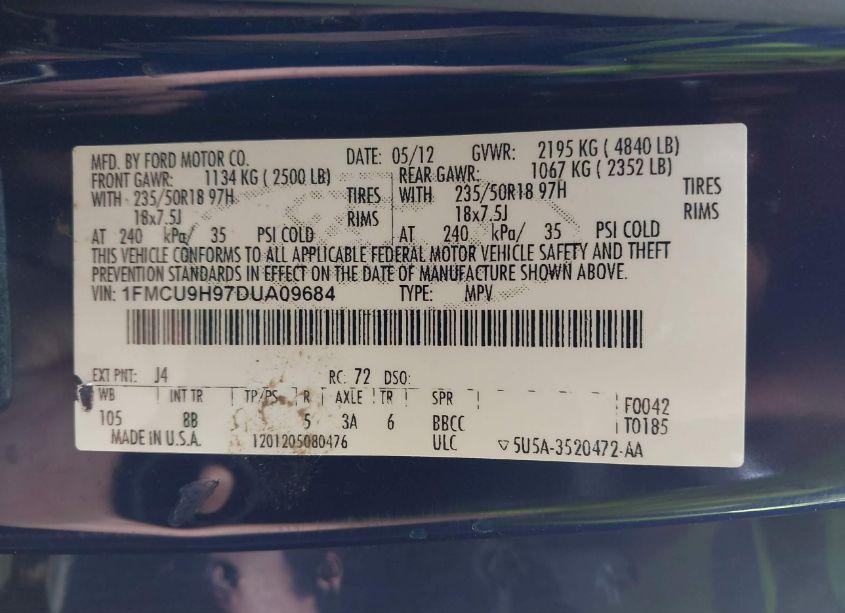 MFD. BY FORD MOTOR CO. DATE: 05/12 GVWR: 2195 KG ( 4840 LB)
FRONT GAWR: 1134 KG ( 2500 LB) REAR GAWR: 1067 KG ( 2352 LB)
WITH 235/50R18 97H TIRES WITH 235/50R18 97H TIRES
18x7.5J RIMS 18x7.5J RIMS
AT 240 kPa/ 35 PSI COLD AT 240 kPa/ 35 PSI COLD
THIS VEHICLE CONFORMS TO ALL APPLICABLE FEDERAL MOTOR VEHICLE SAFETY AND THEFT
PREVENTION STANDARDS IN EFFECT ON THE DATE OF MANUFACTURE SHOWN ABOVE.
VIN: 1FMCU9H97DUA09684 TYPE: MPV
EXT PNT: J4 RC: 72 DSO:
WB INT TR TP/PS R AXLE TR SPR F0042
105 8B 5 3A 6 BBCC T0185
MADE IN U.S.A. 1201205080476 ULC ▽5U5A-3520472-AA